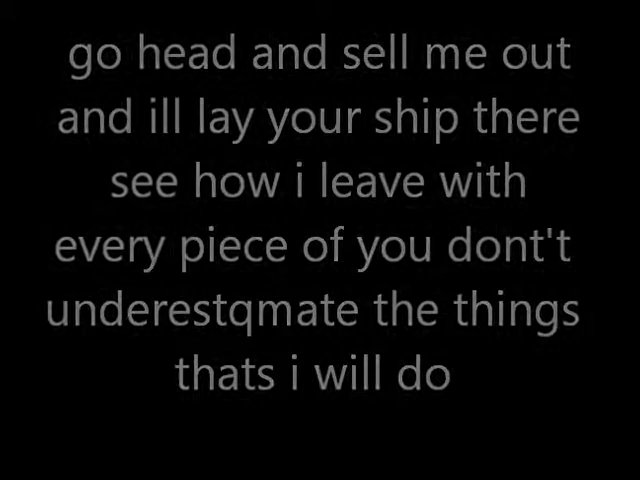 go head and sell me out
and ill lay your ship there
see how i leave with
every piece of you dont't
underestqmate the things
thats i will do